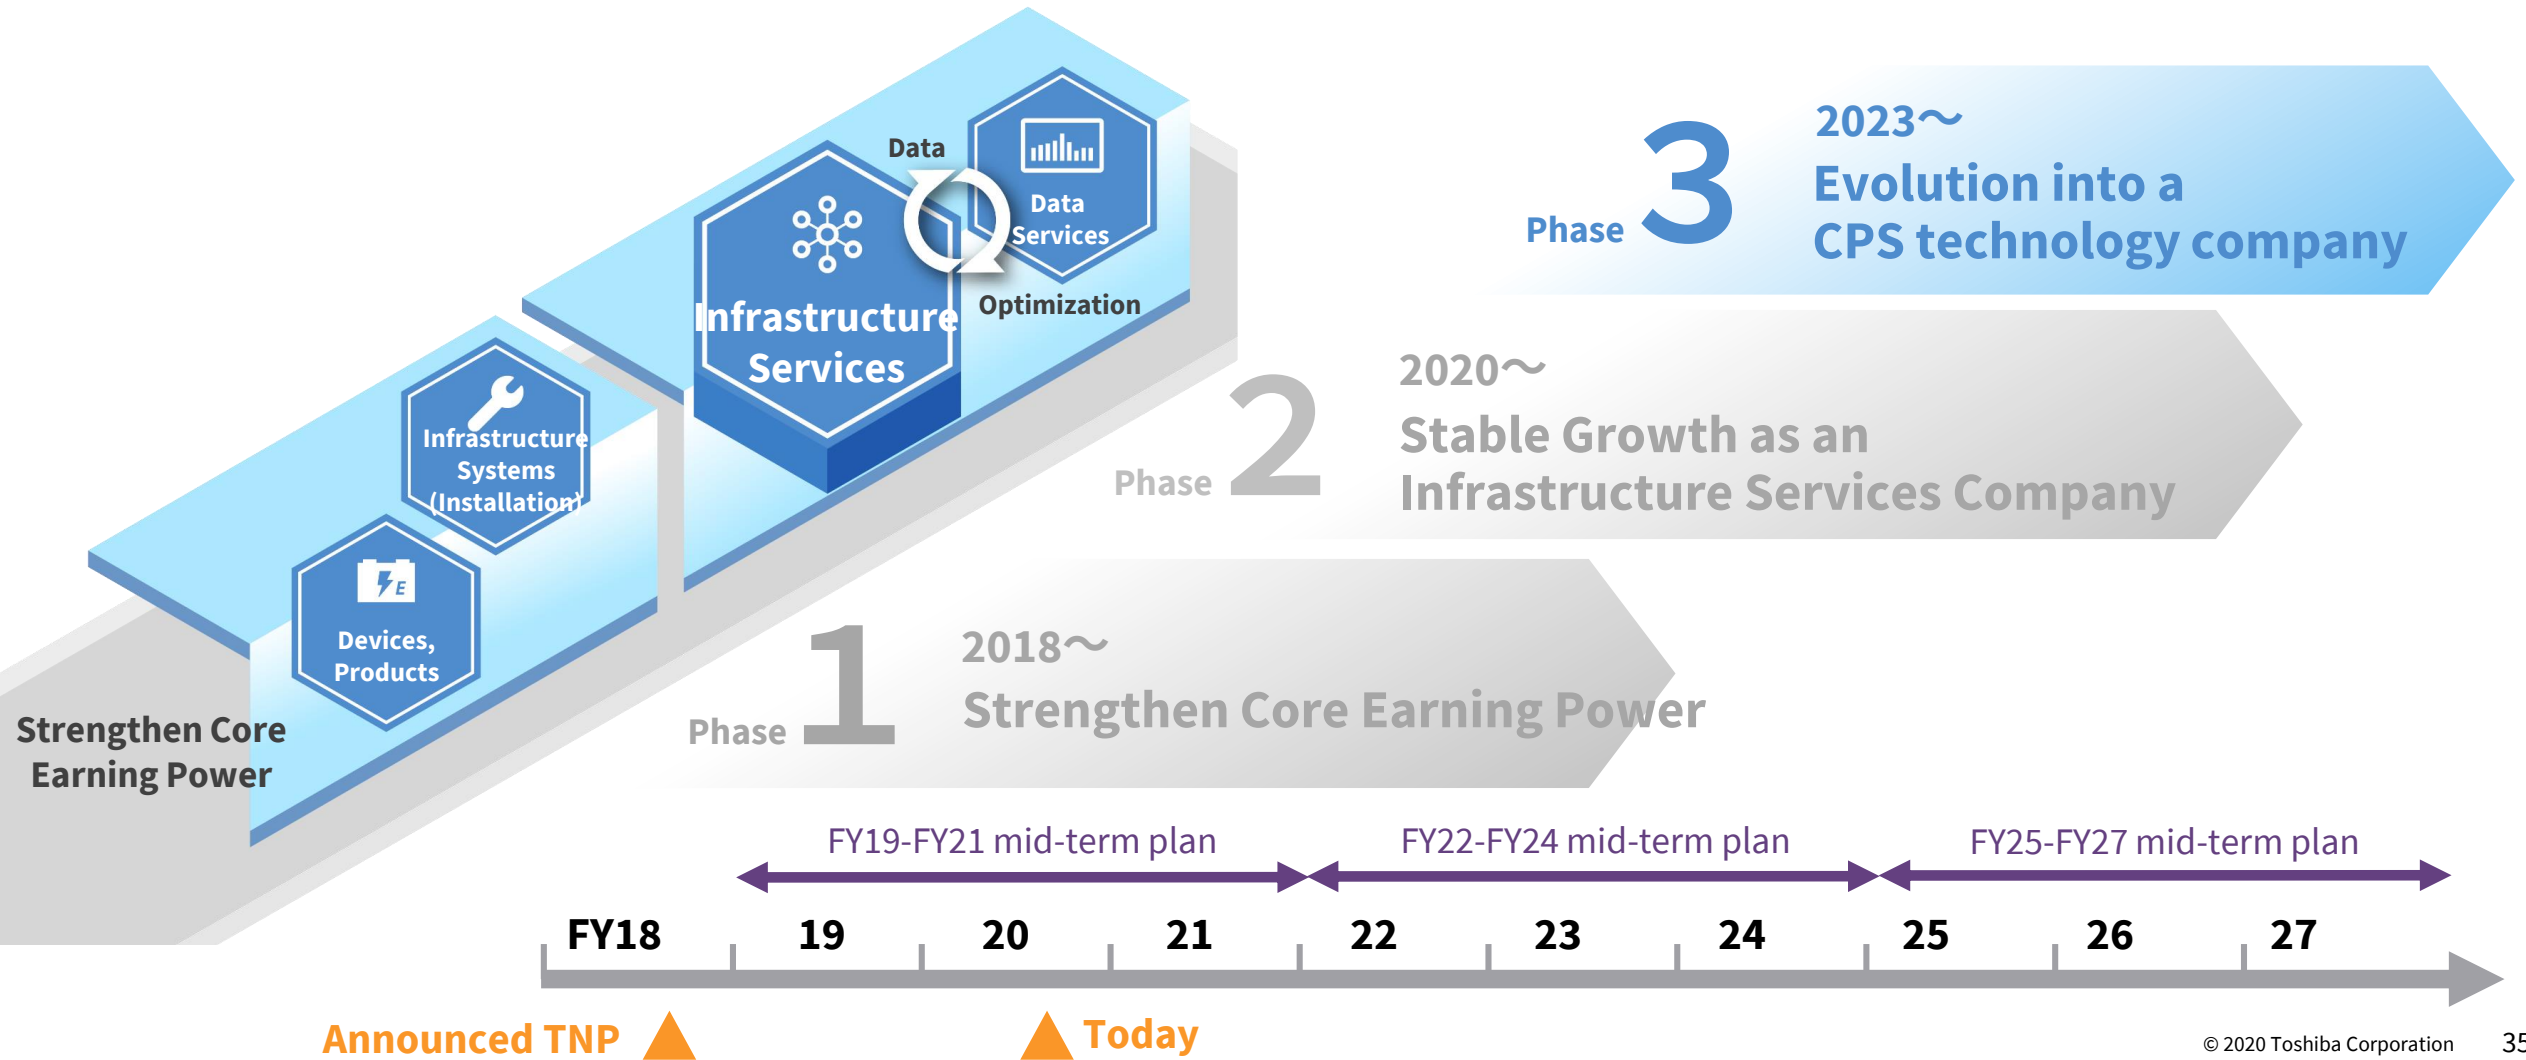 Data
Data
Services
Optimization
Infrastructure
Services
Infrastructure
Systems
(Installation)
E
Devices,
Products
Strengthen Core
Earning Power
Phase 3
2023～
Evolution into a
CPS technology company
Phase 2
2020～
Stable Growth as an
Infrastructure Services Company
Phase 1
2018～
Strengthen Core Earning Power
FY19-FY21 mid-term plan
FY22-FY24 mid-term plan
FY25-FY27 mid-term plan
FY18 19 20 21 22 23 24 25 26 27
Announced TNP
Today
© 2020 Toshiba Corporation 35